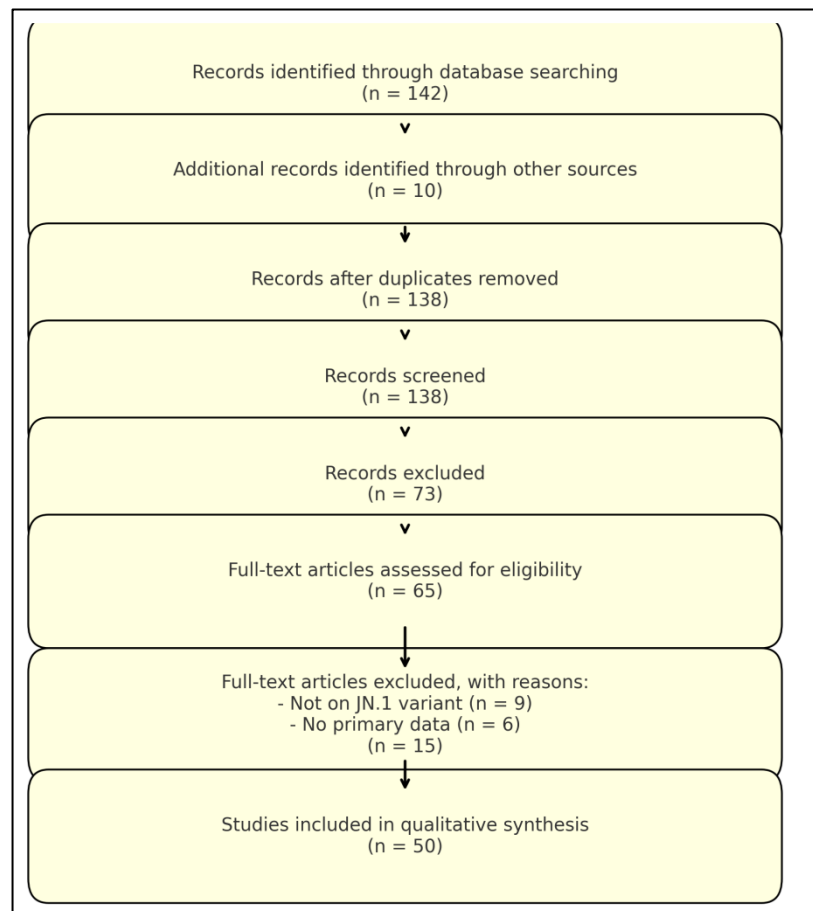 Records identified through database searching
(n = 142)
Additional records identified through other sources
(n = 10)
Records after duplicates removed
(n = 138)
Records screened
(n = 138)
Records excluded
(n = 73)
Full-text articles assessed for eligibility
(n = 65)
Full-text articles excluded, with reasons:
- Not on JN.1 variant (n = 9)
- No primary data (n = 6)
(n = 15)
Studies included in qualitative synthesis
(n = 50)